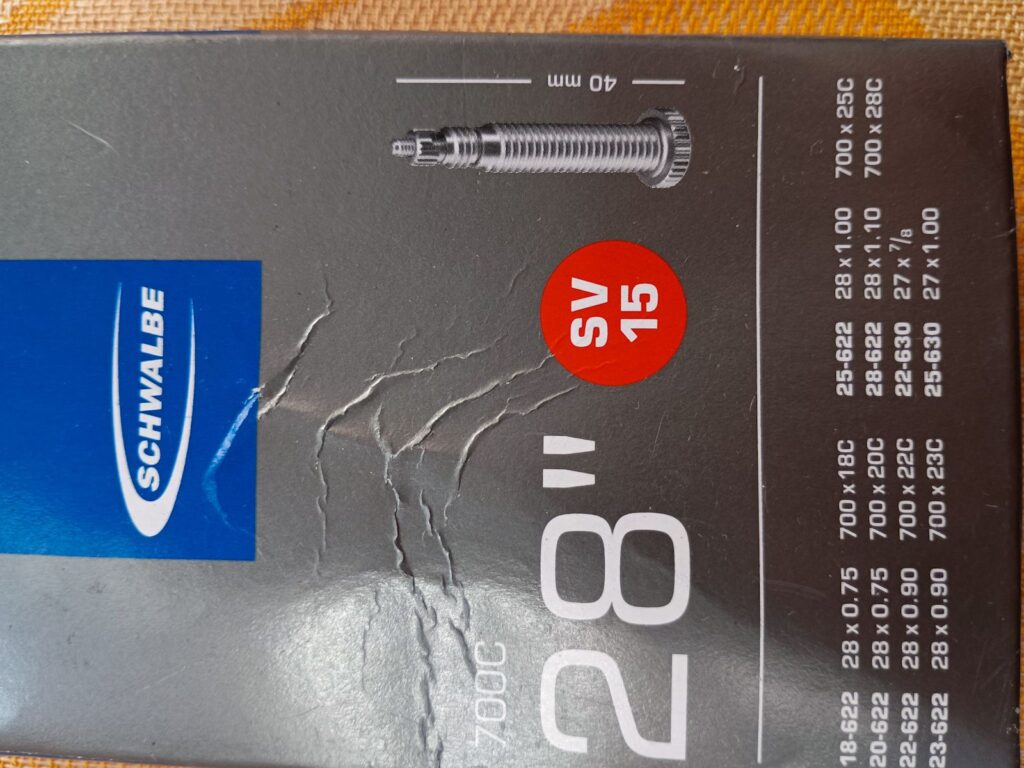 SCHWALBE
40 mm
700C
28"
SV
15
18-622 28 x 0.75 700 x 18C
20-622 28 x 0.75 700 x 20C
22-622 28 x 0.90 700 x 22C
23-622 28 x 0.90 700 x 23C
25-622 28 x 1.00 700 x 25C
28-622 28 x 1.10 700 x 28C
22-630 27 x 7/8
25-630 27 x 1.00